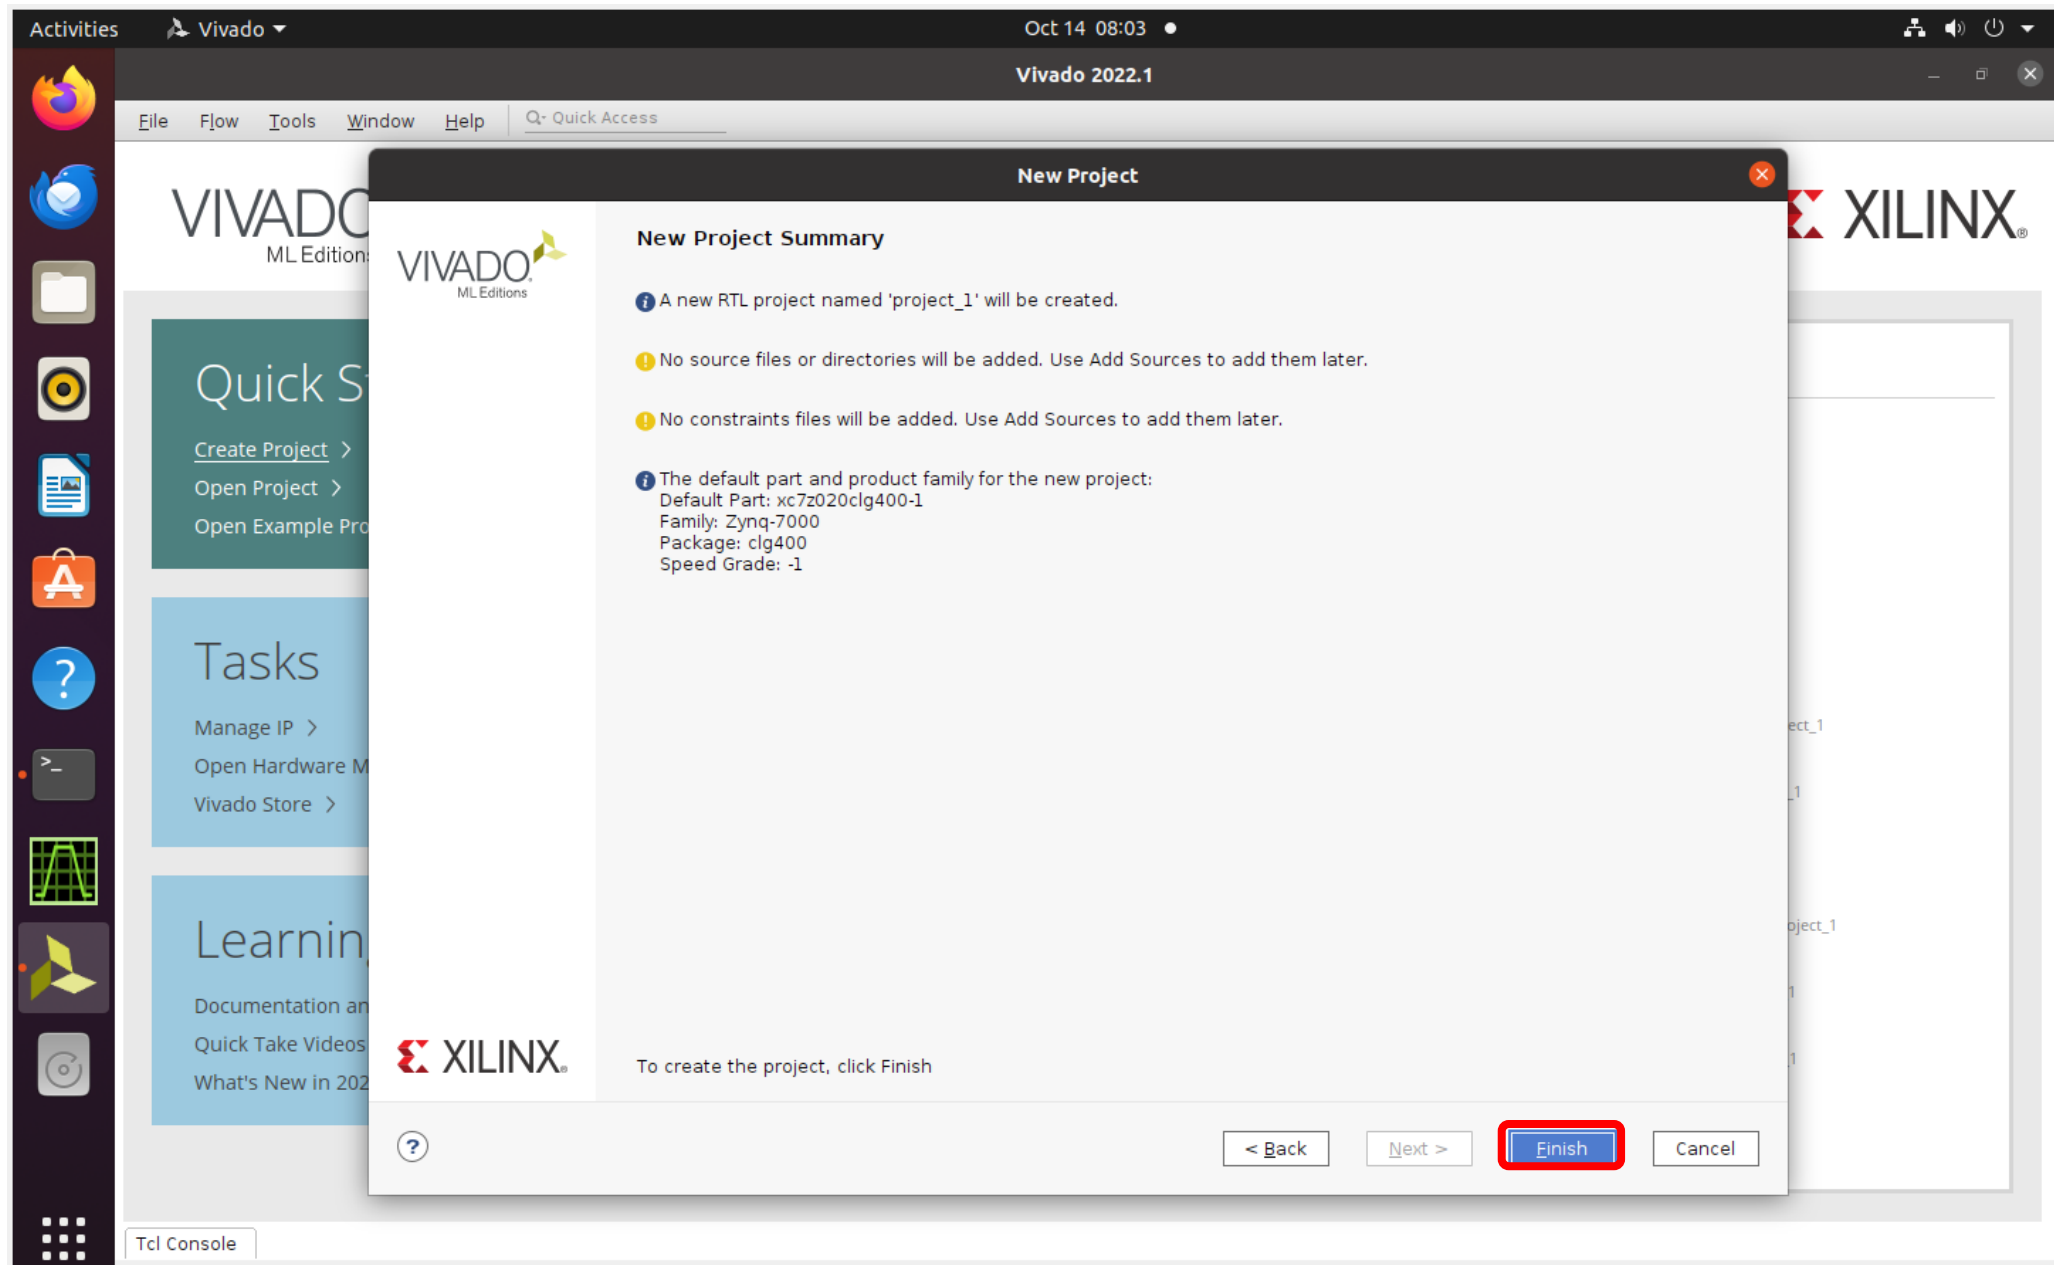 Activities
Vivado
Oct 14 08:03
Vivado 2022.1
File Flow Tools Window Help
Quick Access
VIVADO
ML Edition
XILINX
New Project
VIVADO
ML Editions
New Project Summary
A new RTL project named 'project_1' will be created.
No source files or directories will be added. Use Add Sources to add them later.
No constraints files will be added. Use Add Sources to add them later.
The default part and product family for the new project:
Default Part: xc7z020clg400-1
Family: Zynq-7000
Package: clg400
Speed Grade: -1
XILINX
To create the project, click Finish
?
< Back
Next >
Finish
Cancel
Quick S
Create Project >
Open Project >
Open Example Pro
Tasks
Manage IP >
Open Hardware M
Vivado Store >
Learnin
Documentation an
Quick Take Videos
What's New in 202
ect_1
_1
oject_1
1
1
Tcl Console